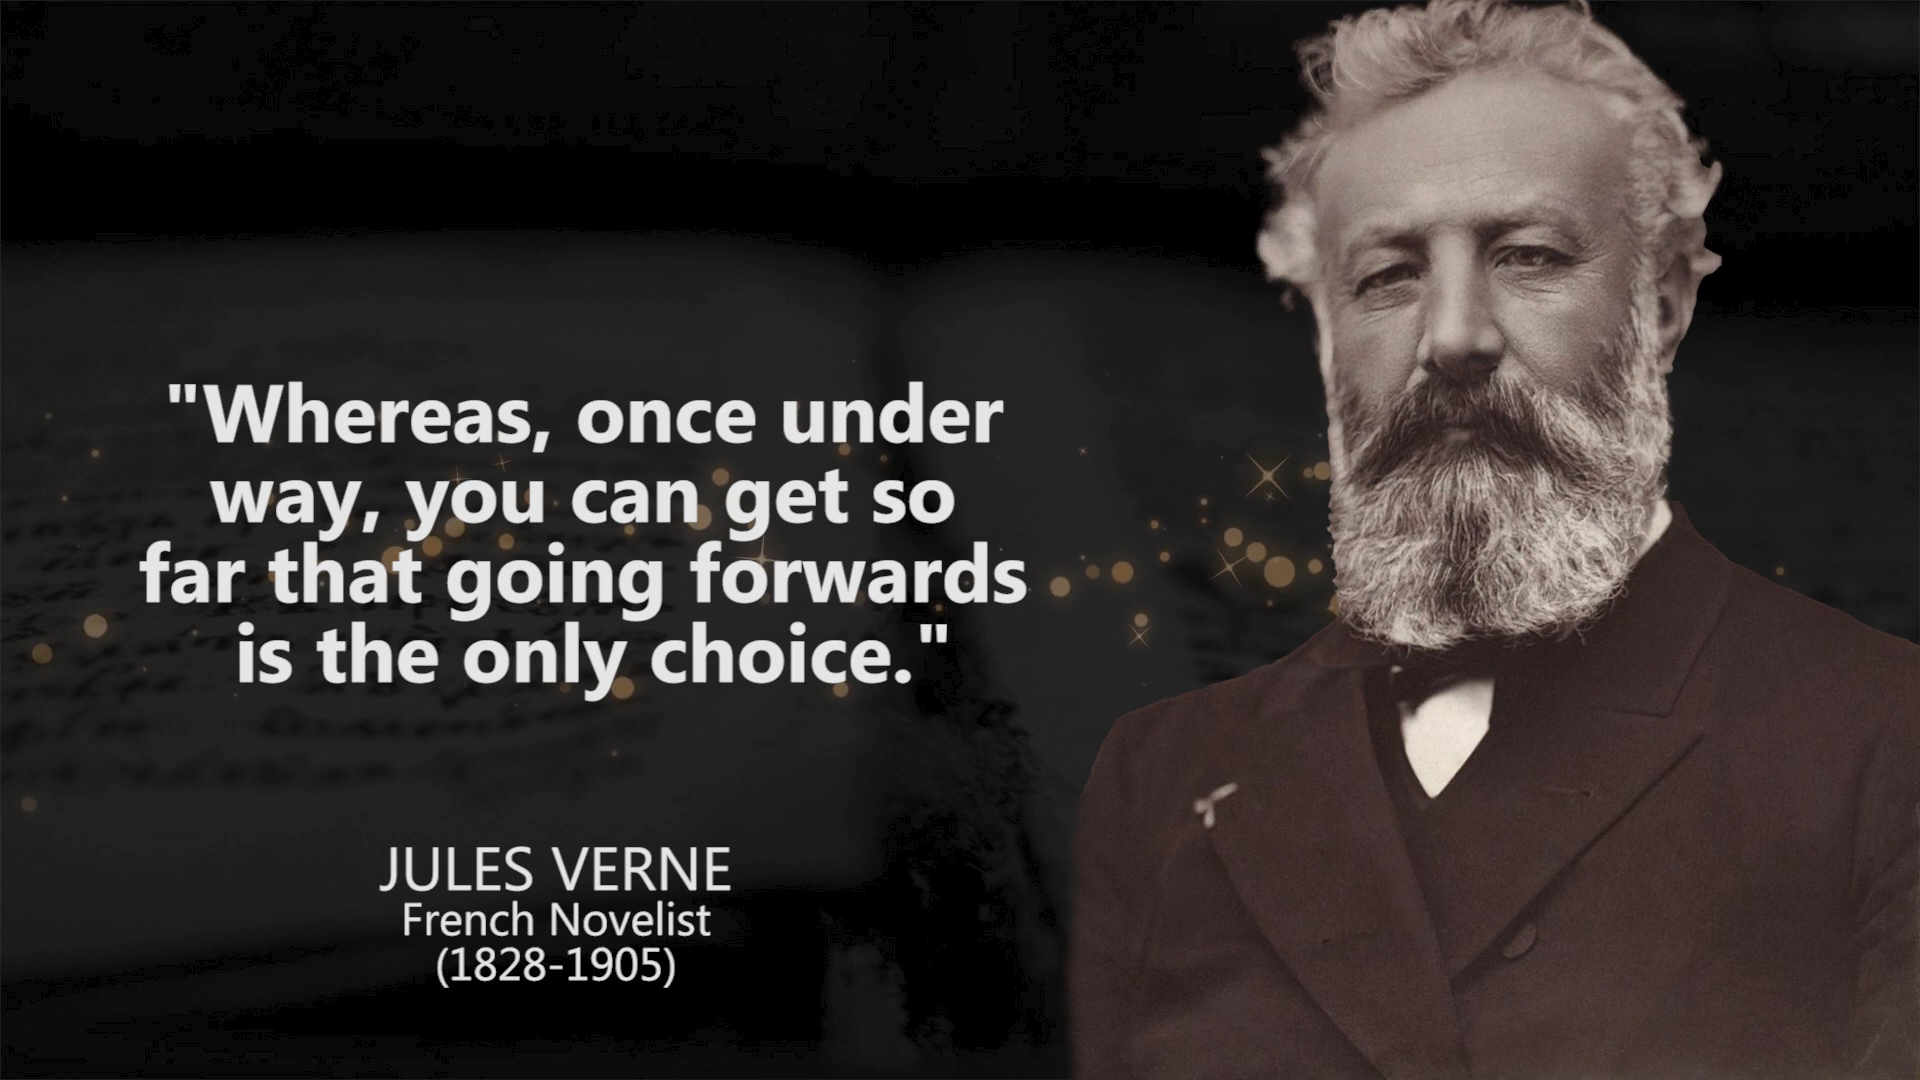 "Whereas, once under
way, you can get so
far that going forwards
is the only choice."
JULES VERNE
French Novelist
(1828-1905)